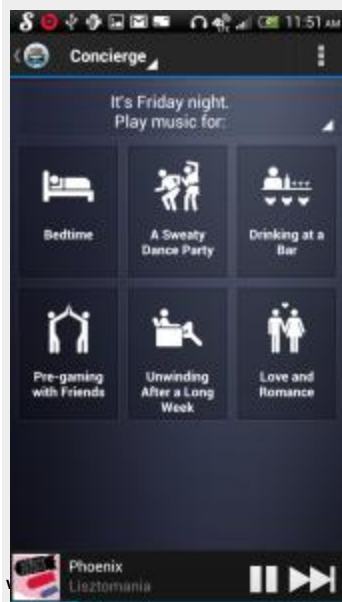 11:51 AM
Concierge
It's Friday night.
Play music for:
Bedtime
A Sweaty
Dance Party
Drinking at a
Bar
Pre-gaming
with Friends
Unwinding
After a Long
Week
Love and
Romance
Phoenix
Lisztomania